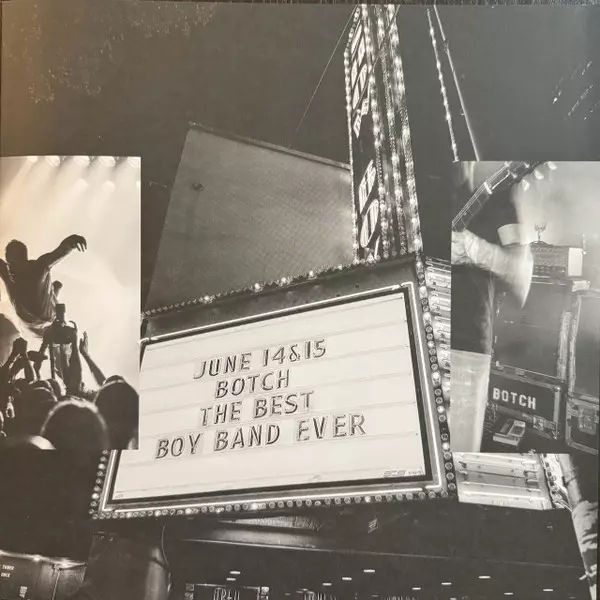 JUNE 14&15
BOTCH
THE BEST
BOY BAND EVER
BOTCH